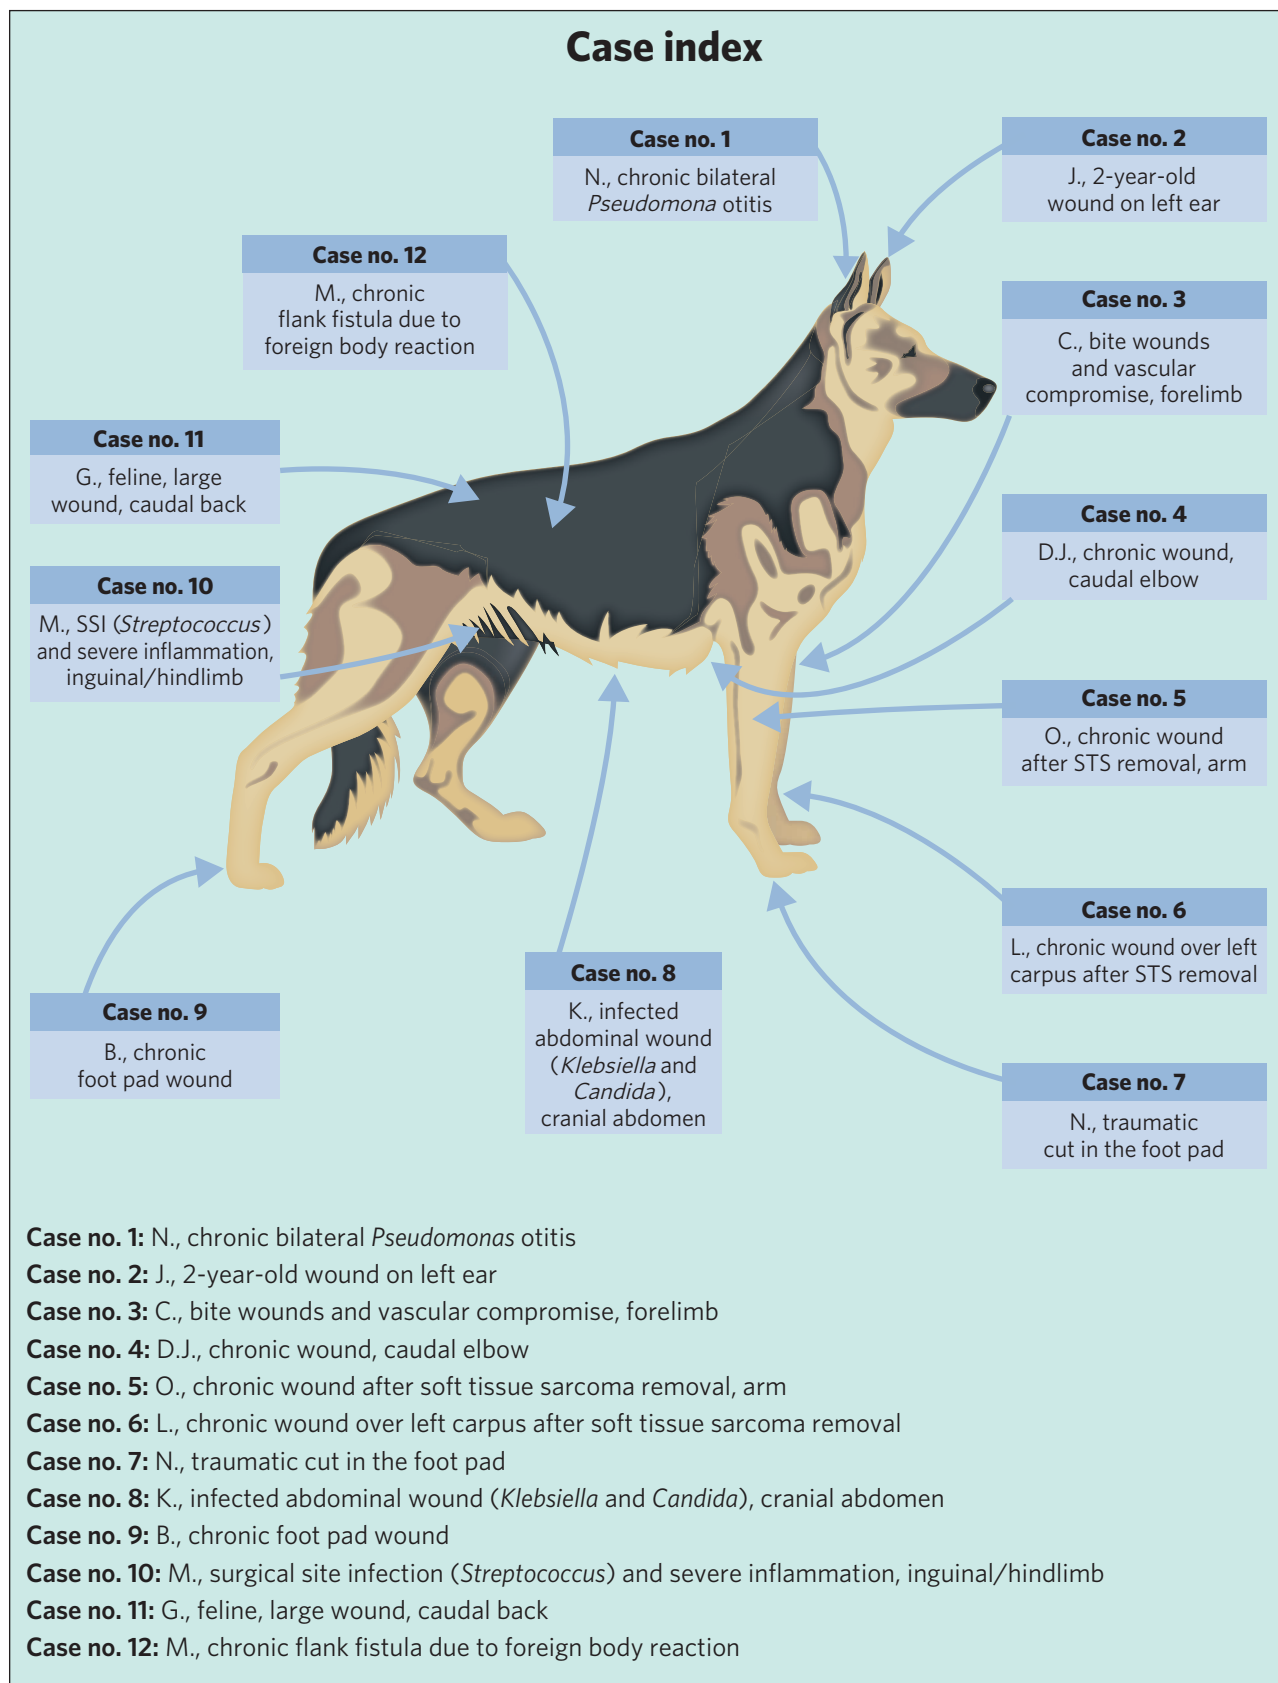 Case index
Case no. 1
N., chronic bilateral
Pseudomona otitis
Case no. 2
J., 2-year-old
wound on left ear
Case no. 12
M., chronic
flank fistula due to
foreign body reaction
Case no. 3
C., bite wounds
and vascular
compromise, forelimb
Case no. 11
G., feline, large
wound, caudal back
Case no. 4
D.J., chronic wound,
caudal elbow
Case no. 10
M., SSI (Streptococcus)
and severe inflammation,
inguinal/hindlimb
Case no. 5
O., chronic wound
after STS removal, arm
Case no. 6
L., chronic wound over left
carpus after STS removal
Case no. 8
K., infected
abdominal wound
(Klebsiella and
Candida),
cranial abdomen
Case no. 9
B., chronic
foot pad wound
Case no. 7
N., traumatic
cut in the foot pad
Case no. 1: N., chronic bilateral Pseudomonas otitis
Case no. 2: J., 2-year-old wound on left ear
Case no. 3: C., bite wounds and vascular compromise, forelimb
Case no. 4: D.J., chronic wound, caudal elbow
Case no. 5: O., chronic wound after soft tissue sarcoma removal, arm
Case no. 6: L., chronic wound over left carpus after soft tissue sarcoma removal
Case no. 7: N., traumatic cut in the foot pad
Case no. 8: K., infected abdominal wound (Klebsiella and Candida), cranial abdomen
Case no. 9: B., chronic foot pad wound
Case no. 10: M., surgical site infection (Streptococcus) and severe inflammation, inguinal/hindlimb
Case no. 11: G., feline, large wound, caudal back
Case no. 12: M., chronic flank fistula due to foreign body reaction